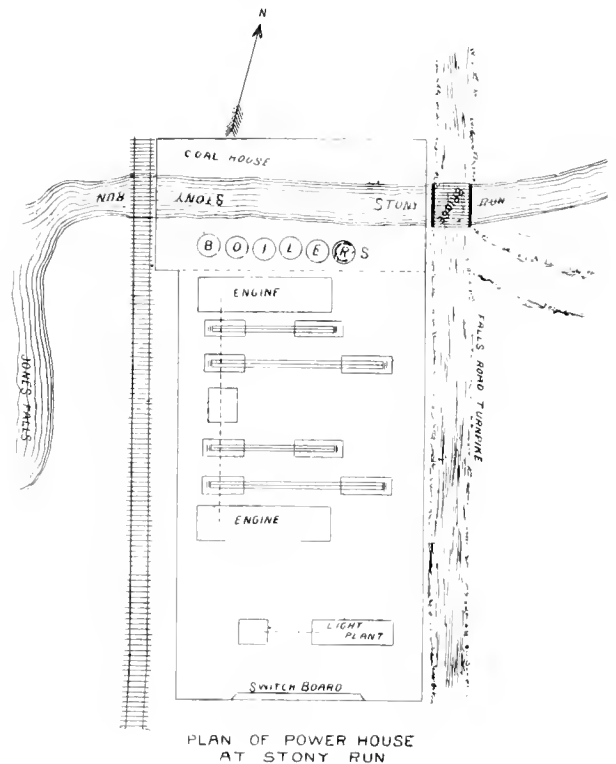 N
COAL HOUSE
RUN STONY STONY BRIDGE RUN
BOILERS
ENGINE
JONES FALLS
FALLS ROAD TURNPIKE
ENGINE
LIGHT
PLANT
SWITCH BOARD
PLAN OF POWER HOUSE
AT STONY RUN